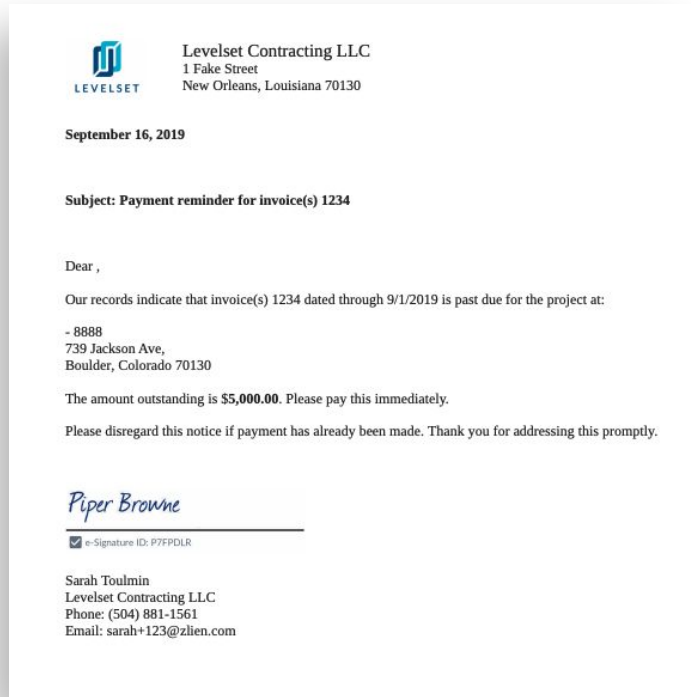 LEVELSET
Levelset Contracting LLC
1 Fake Street
New Orleans, Louisiana 70130
September 16, 2019
Subject: Payment reminder for invoice(s) 1234
Dear ,
Our records indicate that invoice(s) 1234 dated through 9/1/2019 is past due for the project at:
- 8888
739 Jackson Ave,
Boulder, Colorado 70130
The amount outstanding is $5,000.00. Please pay this immediately.
Please disregard this notice if payment has already been made. Thank you for addressing this promptly.
Piper Browne
e-Signature ID: P7FPDLR
Sarah Toulmin
Levelset Contracting LLC
Phone: (504) 881-1561
Email: sarah+123@zlien.com